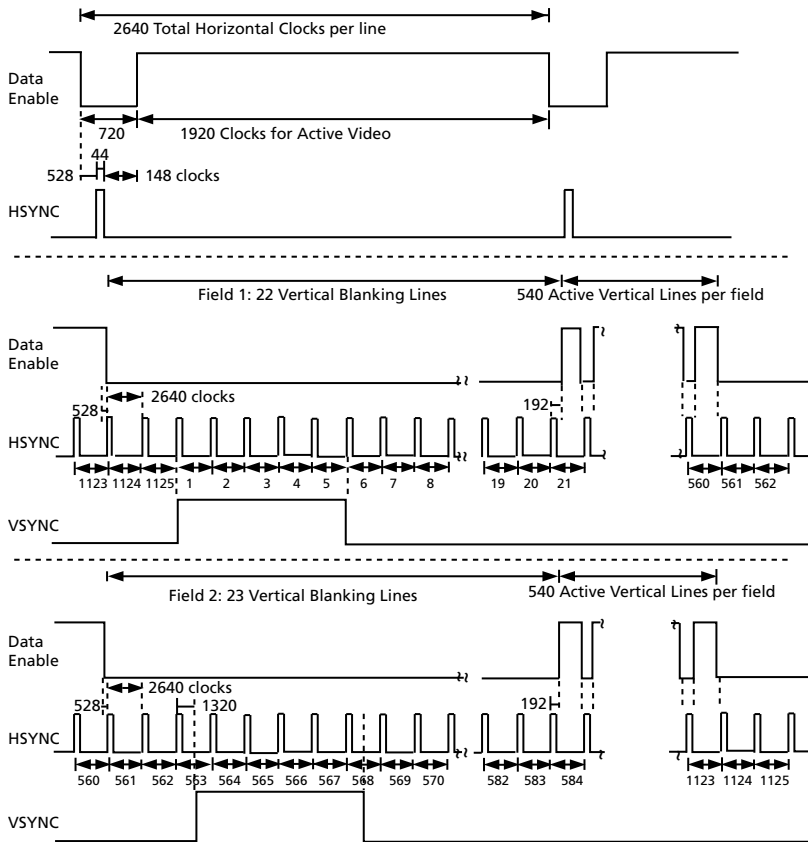 2640 Total Horizontal Clocks per line
Data
Enable
720
1920 Clocks for Active Video
44
528
148 clocks
HSYNC
Field 1: 22 Vertical Blanking Lines
540 Active Vertical Lines per field
Data
Enable
2640 clocks
528
192
HSYNC
1123 1124 1125 1 2 3 4 5 6 7 8 19 20 21 560 561 562
VSYNC
Field 2: 23 Vertical Blanking Lines
540 Active Vertical Lines per field
Data
Enable
2640 clocks
528
1320
192
HSYNC
560 561 562 563 564 565 566 567 568 569 570 582 583 584 1123 1124 1125
VSYNC